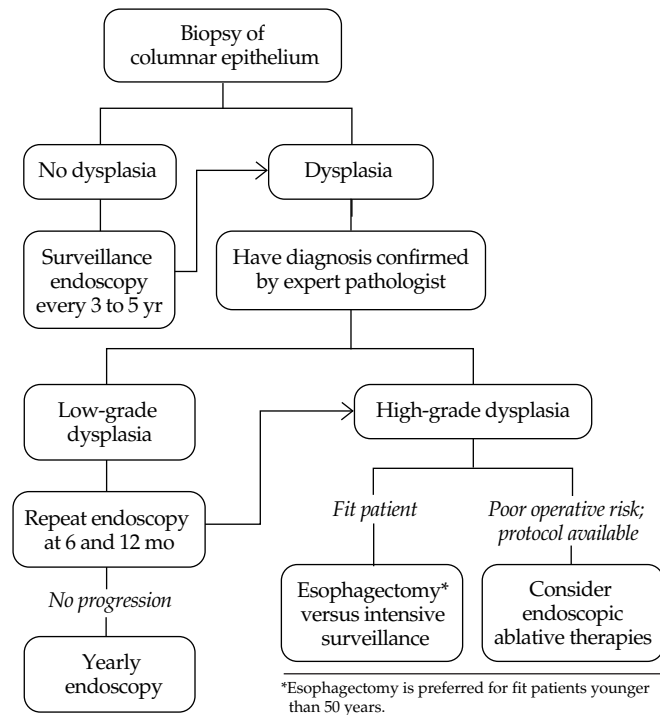 Biopsy of
columnar epithelium
No dysplasia
Dysplasia
Surveillance
endoscopy
every 3 to 5 yr
Have diagnosis confirmed
by expert pathologist
Low-grade
dysplasia
High-grade dysplasia
Repeat endoscopy
at 6 and 12 mo
Fit patient
Poor operative risk;
protocol available
No progression
Esophagectomy*
versus intensive
surveillance
Consider
endoscopic
ablative therapies
Yearly
endoscopy
*Esophagectomy is preferred for fit patients younger
than 50 years.